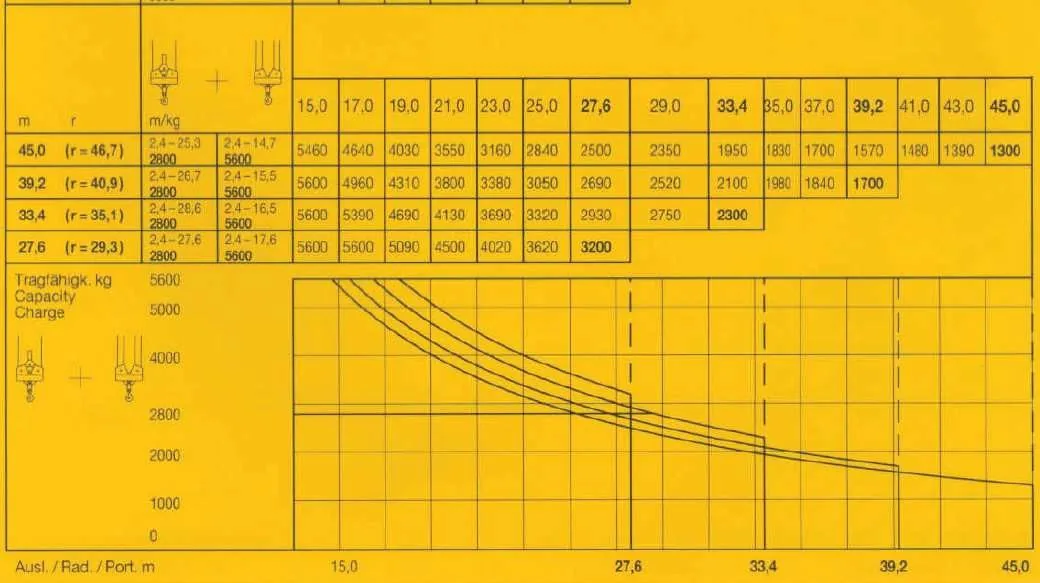 15,0 17,0 19,0 21,0 23,0 25,0 27,6 29,0 33,4 35,0 37,0 39,2 41,0 43,0 45,0
m r m/kg
45,0 (r = 46,7) 2,4–25,3 2,4–14,7 5460 4640 4030 3550 3160 2840 2500 2350 1950 1830 1700 1570 1480 1390 1300
2800 5600
39,2 (r = 40,9) 2,4–26,7 2,4–15,5 5600 4960 4310 3800 3380 3050 2690 2520 2100 1980 1840 1700
2800 5600
33,4 (r = 35,1) 2,4–28,6 2,4–16,5 5600 5390 4690 4130 3690 3320 2930 2750 2300
2800 5600
27,6 (r = 29,3) 2,4–27,6 2,4–17,6 5600 5600 5090 4500 4020 3620 3200
2800 5600
Tragfähigk. kg 5600
Capacity
Charge 5000
4000
2800
2000
1000
0
Ausl. / Rad. / Port. m 15,0 27,6 33,4 39,2 45,0